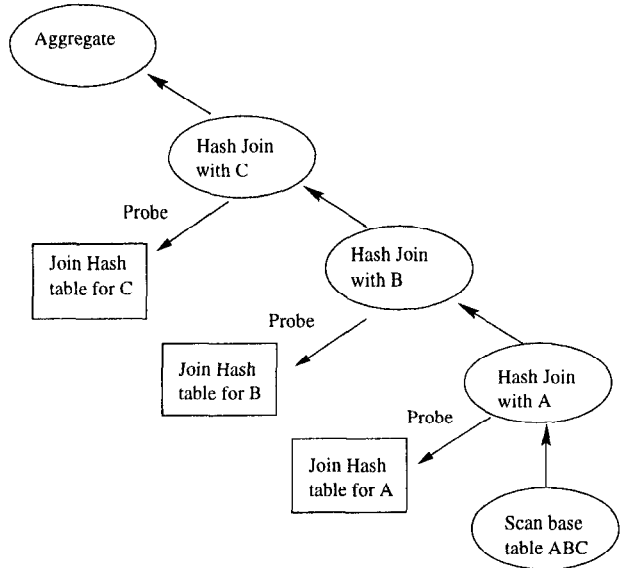 Aggregate
Hash Join
with C
Probe
Join Hash
table for C
Hash Join
with B
Probe
Join Hash
table for B
Hash Join
with A
Probe
Join Hash
table for A
Scan base
table ABC